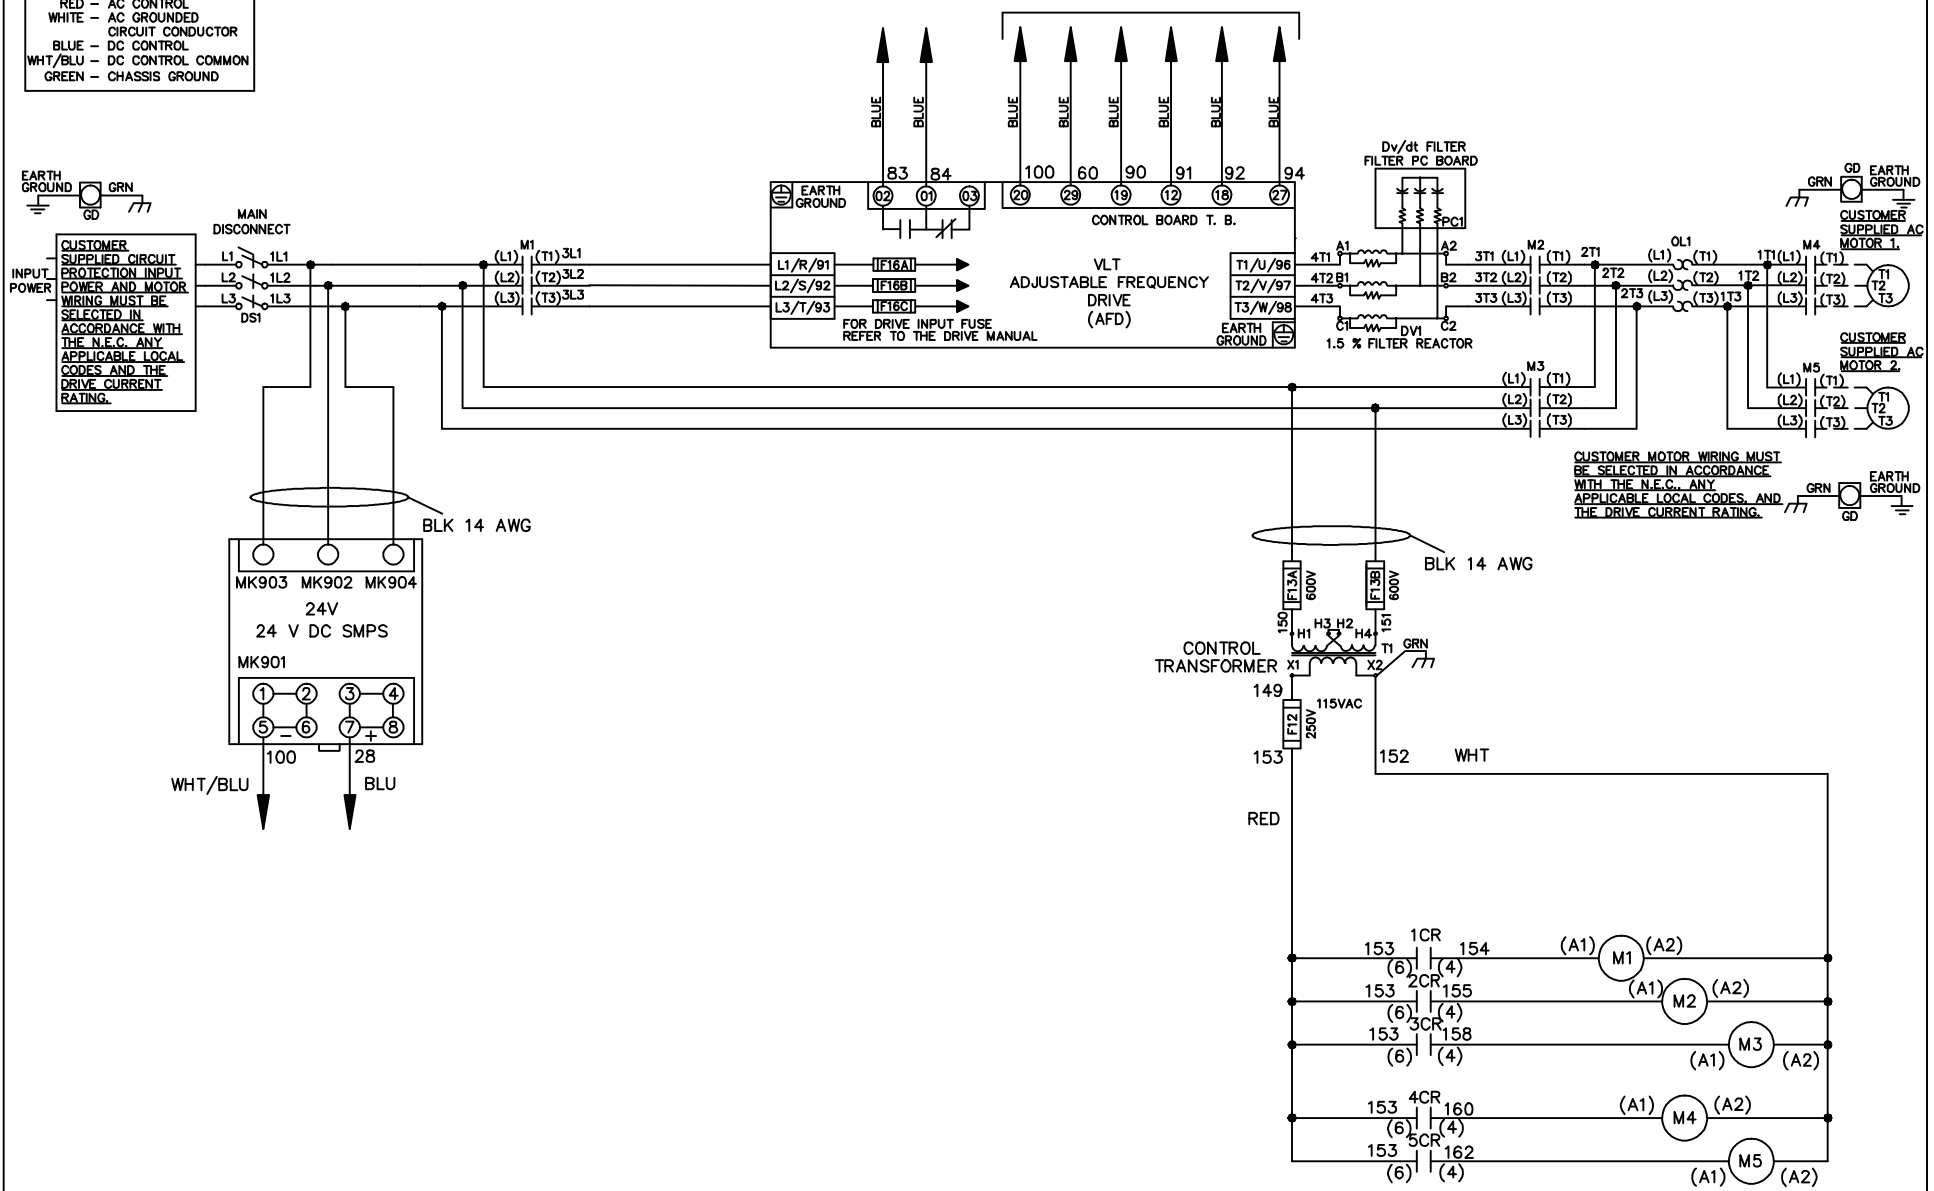 RED – AC CONTROL
WHITE – AC GROUNDED
CIRCUIT CONDUCTOR
BLUE – DC CONTROL
WHT/BLU – DC CONTROL COMMON
GREEN – CHASSIS GROUND
BLUE
BLUE
BLUE
BLUE
BLUE
BLUE
BLUE
BLUE
83
84
100
60
90
91
92
94
EARTH
GROUND
02
01
03
20
29
19
12
18
27
CONTROL BOARD T. B.
Dv/dt FILTER
FILTER PC BOARD
PC1
EARTH
GROUND
GRN
GD
MAIN
DISCONNECT
INPUT
POWER
CUSTOMER
SUPPLIED CIRCUIT
PROTECTION INPUT
POWER AND MOTOR
WIRING MUST BE
SELECTED IN
ACCORDANCE WITH
THE N.E.C. ANY
APPLICABLE LOCAL
CODES AND THE
DRIVE CURRENT
RATING.
L1 1L1
L2 1L2
L3 1L3
DS1
M1
(L1) (T1) 3L1
(L2) (T2) 3L2
(L3) (T3) 3L3
L1/R/91
L2/S/92
L3/T/93
F16A
F16B
F16C
FOR DRIVE INPUT FUSE
REFER TO THE DRIVE MANUAL
VLT
ADJUSTABLE FREQUENCY
DRIVE
(AFD)
T1/U/96
T2/V/97
T3/W/98
EARTH
GROUND
4T1 A1 A2
4T2 B1 B2
4T3 C1 C2
DV1
1.5 % FILTER REACTOR
M2
3T1 (L1) (T1) 2T1
3T2 (L2) (T2) 2T2
3T3 (L3) (T3) 2T3
OL1
(L1) (T1) 1T1
(L2) (T2) 1T2
(L3) (T3) 1T3
M4
(L1) (T1)
(L2) (T2)
(L3) (T3)
T1
T2
T3
GRN
GD
EARTH
GROUND
CUSTOMER
SUPPLIED AC
MOTOR 1.
M3
(L1) (T1)
(L2) (T2)
(L3) (T3)
CUSTOMER
SUPPLIED AC
MOTOR 2.
M5
(L1) (T1)
(L2) (T2)
(L3) (T3)
T1
T2
T3
CUSTOMER MOTOR WIRING MUST
BE SELECTED IN ACCORDANCE
WITH THE N.E.C., ANY
APPLICABLE LOCAL CODES, AND
THE DRIVE CURRENT RATING.
GRN
GD
EARTH
GROUND
BLK 14 AWG
MK903 MK902 MK904
24V
24 V DC SMPS
MK901
1 2 3 4
5 6 7 8
– +
100
28
WHT/BLU
BLU
BLK 14 AWG
F13A
600V
F13B
600V
150
151
H1 H3 H2 H4
T1
GRN
CONTROL
TRANSFORMER
X1 X2
149
115VAC
F12
250V
153
152
WHT
RED
1CR
153 154
(6) (4)
(A1) M1 (A2)
2CR
153 155
(6) (4)
(A1) M2 (A2)
3CR
153 158
(6) (4)
(A1) M3 (A2)
4CR
153 160
(6) (4)
(A1) M4 (A2)
5CR
153 162
(6) (4)
(A1) M5 (A2)